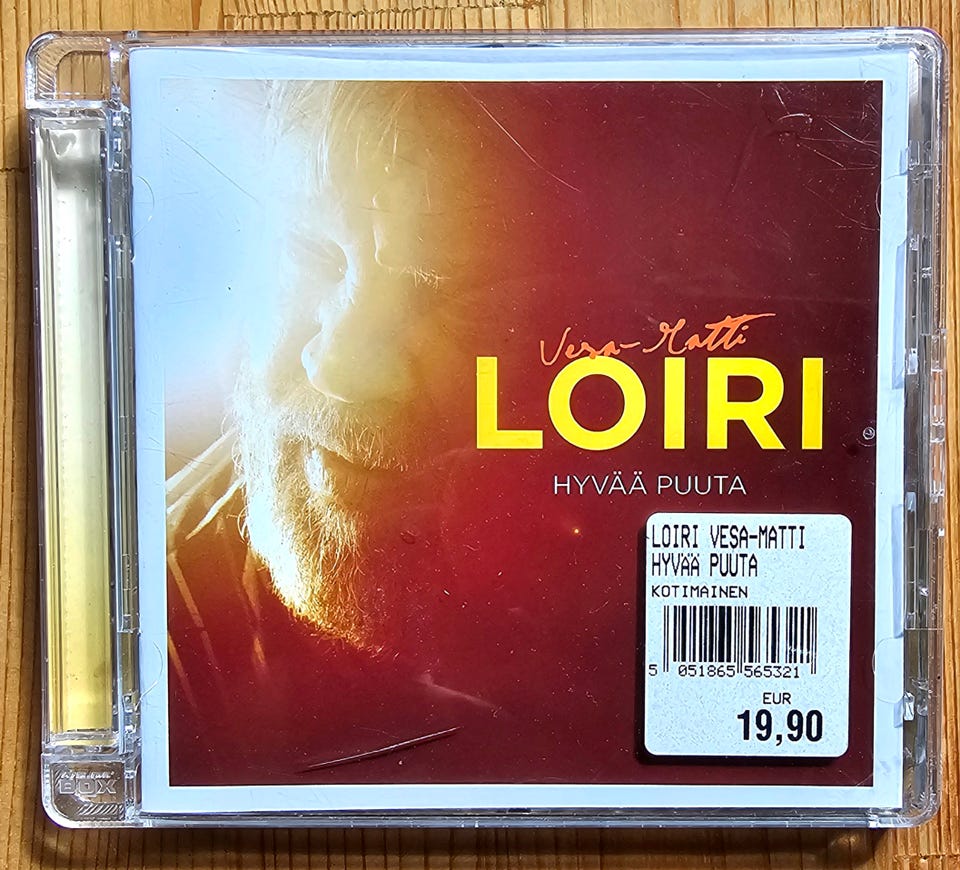 Vesa-Matti
LOIRI
HYVÄÄ PUUTA
LOIRI VESA-MATTI
HYVÄÄ PUUTA
KOTIMAINEN
5 051865 565321
EUR
19,90
BOX